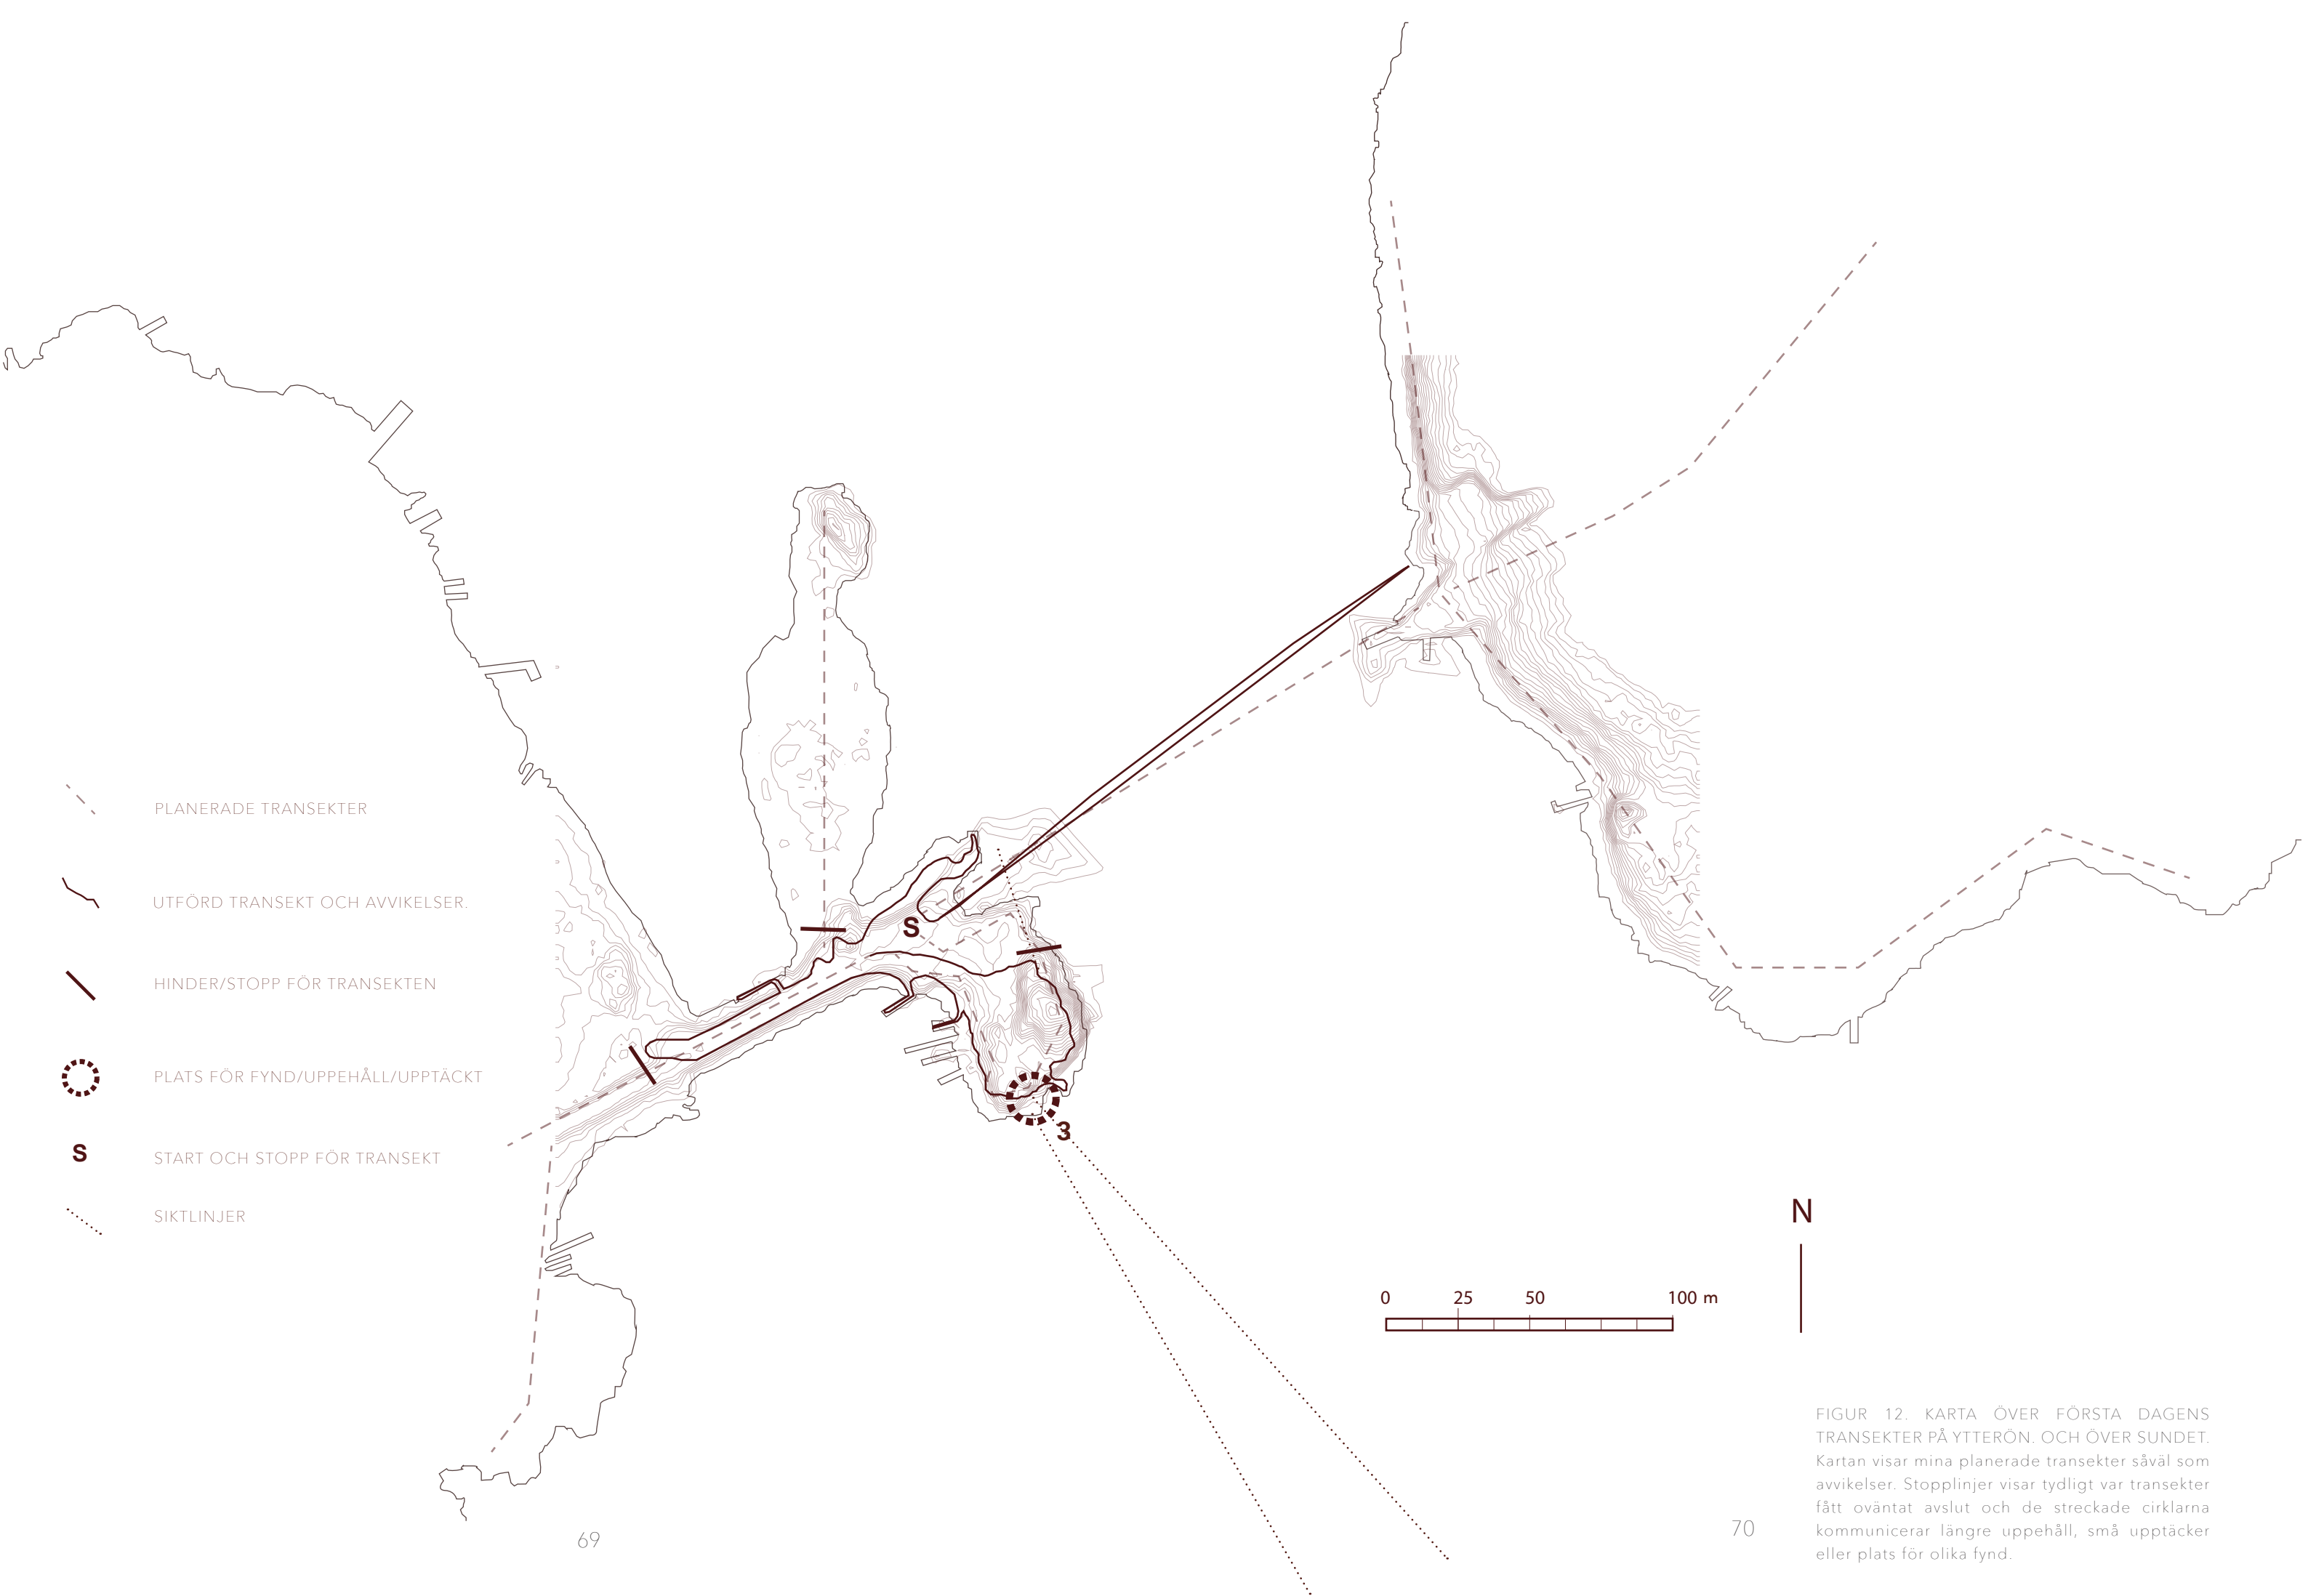 PLANERADE TRANSEKTER
UTFÖRD TRANSEKT OCH AVVIKELSER.
HINDER/STOPP FÖR TRANSEKTEN
PLATS FÖR FYND/UPPEHÅLL/UPPTÄCKT
S
START OCH STOPP FÖR TRANSEKT
SIKTLINJER
S
3
N
0 25 50 100 m
FIGUR 12. KARTA ÖVER FÖRSTA DAGENS
TRANSEKTER PÅ YTTERÖN. OCH ÖVER SUNDET.
Kartan visar mina planerade transekter såväl som
avvikelser. Stopplinjer visar tydligt var transekter
fått oväntat avslut och de streckade cirklarna
kommunicerar längre uppehåll, små upptäcker
eller plats för olika fynd.
69
70